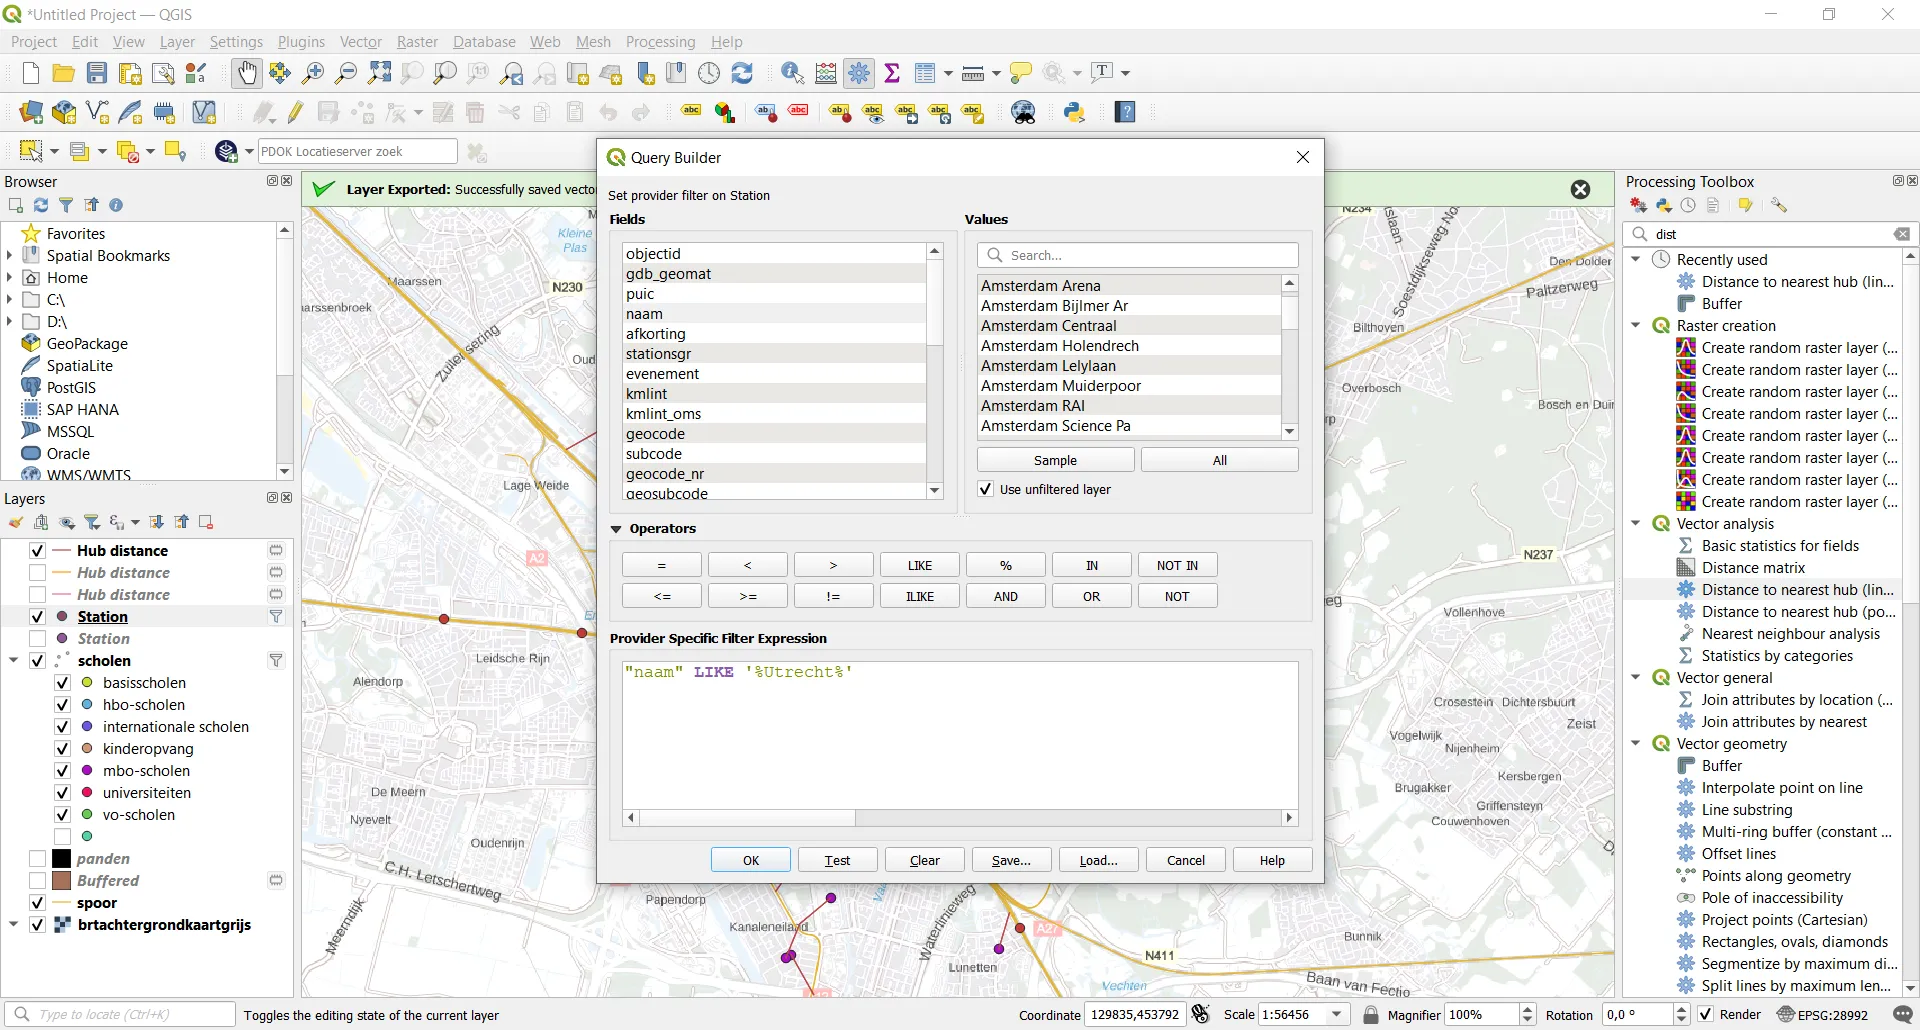 *Untitled Project — QGIS
Project Edit View Layer Settings Plugins Vector Raster Database Web Mesh Processing Help
PDOK Locatieserver zoek
Browser
Favorites
Spatial Bookmarks
Home
C:\
D:\
GeoPackage
SpatiaLite
PostGIS
SAP HANA
MSSQL
Oracle
WMS/WMTS
Layers
Hub distance
Hub distance
Hub distance
Station
Station
scholen
basisscholen
hbo-scholen
internationale scholen
kinderopvang
mbo-scholen
universiteiten
vo-scholen
panden
Buffered
spoor
brtachtergrondkaartgrijs
Layer Exported: Successfully saved vecto
Kleine
Plas
Maarssen
N230
arssenbroek
Zuilense ring
Oud
Lage Weide
A2
Leidsche Rijn
Alendorp
De Meern
Nyevelt
Oudenrijn
C.H. Letschertweg
Meerndijk
Papendorp
Kanaleneiland
Waterlinieweg
A27
Lunetten
N411
Vechten
Bunnik
Baan van Fectio
N234
Soestdijkseweg No
Den Dolder
Paltzerweg
Bilthoven
Overbosch
Bosch en Dui
N237
Vollenhove
Crosestein Dichtersbuurt
Zeist
Vogelwijk
Nijenheim
Kersbergen
Brugakker
Griffensteyn
Couwenhoven
Query Builder
Set provider filter on Station
Fields
objectid
gdb_geomat
puic
naam
afkorting
stationsgr
evenement
kmlint
kmlint_oms
geocode
subcode
geocode_nr
geosubcode
Values
Search...
Amsterdam Arena
Amsterdam Bijlmer Ar
Amsterdam Centraal
Amsterdam Holendrech
Amsterdam Lelylaan
Amsterdam Muiderpoor
Amsterdam RAI
Amsterdam Science Pa
Sample All
Use unfiltered layer
Operators
= < > LIKE % IN NOT IN
<= >= != ILIKE AND OR NOT
Provider Specific Filter Expression
"naam" LIKE '%Utrecht%'
OK Test Clear Save... Load... Cancel Help
Processing Toolbox
dist
Recently used
Distance to nearest hub (lin...
Buffer
Raster creation
Create random raster layer (...
Create random raster layer (...
Create random raster layer (...
Create random raster layer (...
Create random raster layer (...
Create random raster layer (...
Create random raster layer (...
Create random raster layer (...
Vector analysis
Basic statistics for fields
Distance matrix
Distance to nearest hub (lin...
Distance to nearest hub (po...
Nearest neighbour analysis
Statistics by categories
Vector general
Join attributes by location (...
Join attributes by nearest
Vector geometry
Buffer
Interpolate point on line
Line substring
Multi-ring buffer (constant ...
Offset lines
Points along geometry
Pole of inaccessibility
Project points (Cartesian)
Rectangles, ovals, diamonds
Segmentize by maximum di...
Split lines by maximum len...
Type to locate (Ctrl+K)
Toggles the editing state of the current layer
Coordinate 129835,453792 Scale 1:56456 Magnifier 100% Rotation 0,0 ° Render EPSG:28992